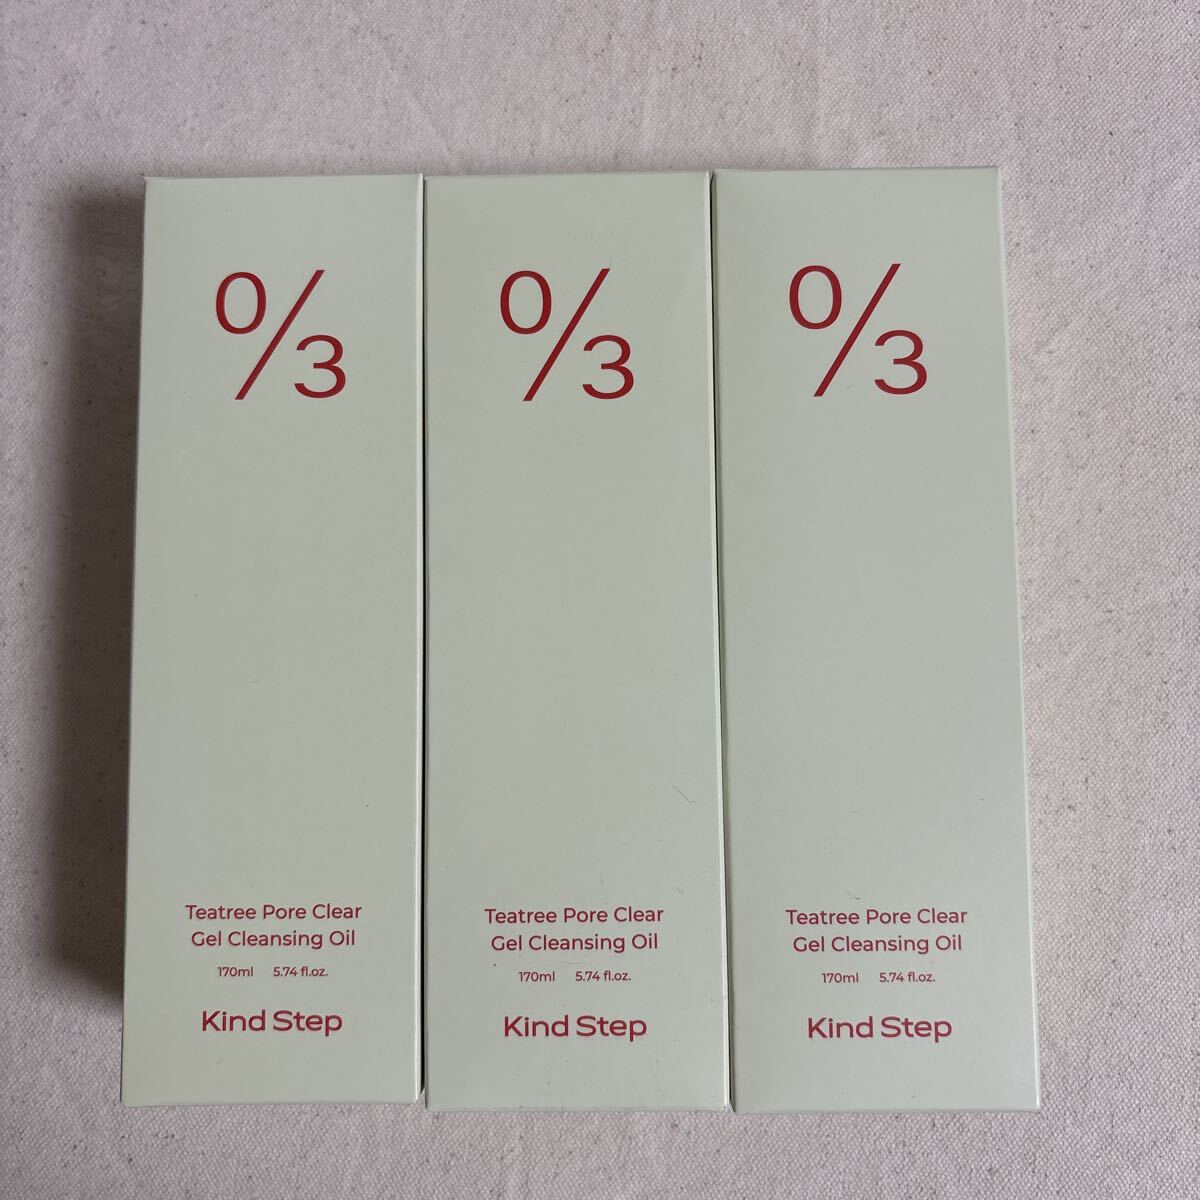 0/3
Teatree Pore Clear
Gel Cleansing Oil
170ml 5.74 fl.oz.
Kind Step
0/3
Teatree Pore Clear
Gel Cleansing Oil
170ml 5.74 fl.oz.
Kind Step
0/3
Teatree Pore Clear
Gel Cleansing Oil
170ml 5.74 fl.oz.
Kind Step